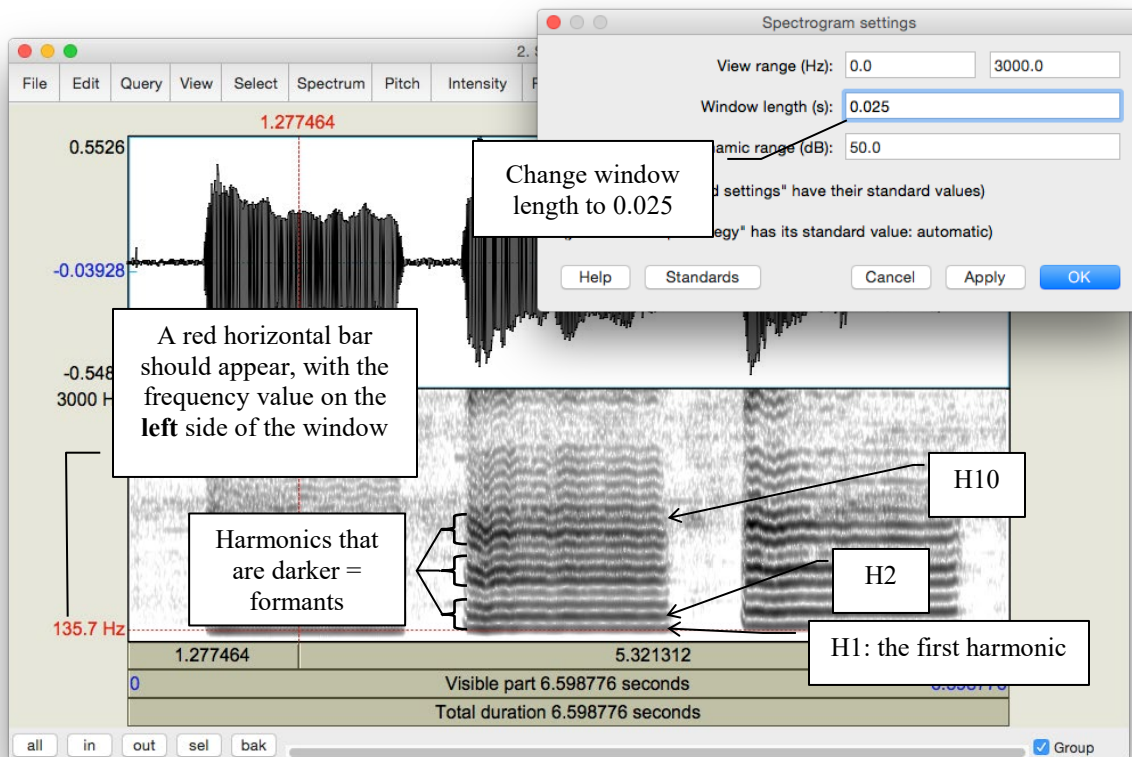 Spectrogram settings
View range (Hz): 0.0 3000.0
Window length (s): 0.025
namic range (dB): 50.0
d settings" have their standard values)
egy" has its standard value: automatic)
Help Standards Cancel Apply OK
2. S
File Edit Query View Select Spectrum Pitch Intensity
1.277464
0.5526
-0.03928
-0.548
3000 H
Change window
length to 0.025
A red horizontal bar
should appear, with the
frequency value on the
left side of the window
H10
Harmonics that
are darker =
formants
H2
135.7 Hz
H1: the first harmonic
1.277464 5.321312
0 Visible part 6.598776 seconds
Total duration 6.598776 seconds
all in out sel bak Group